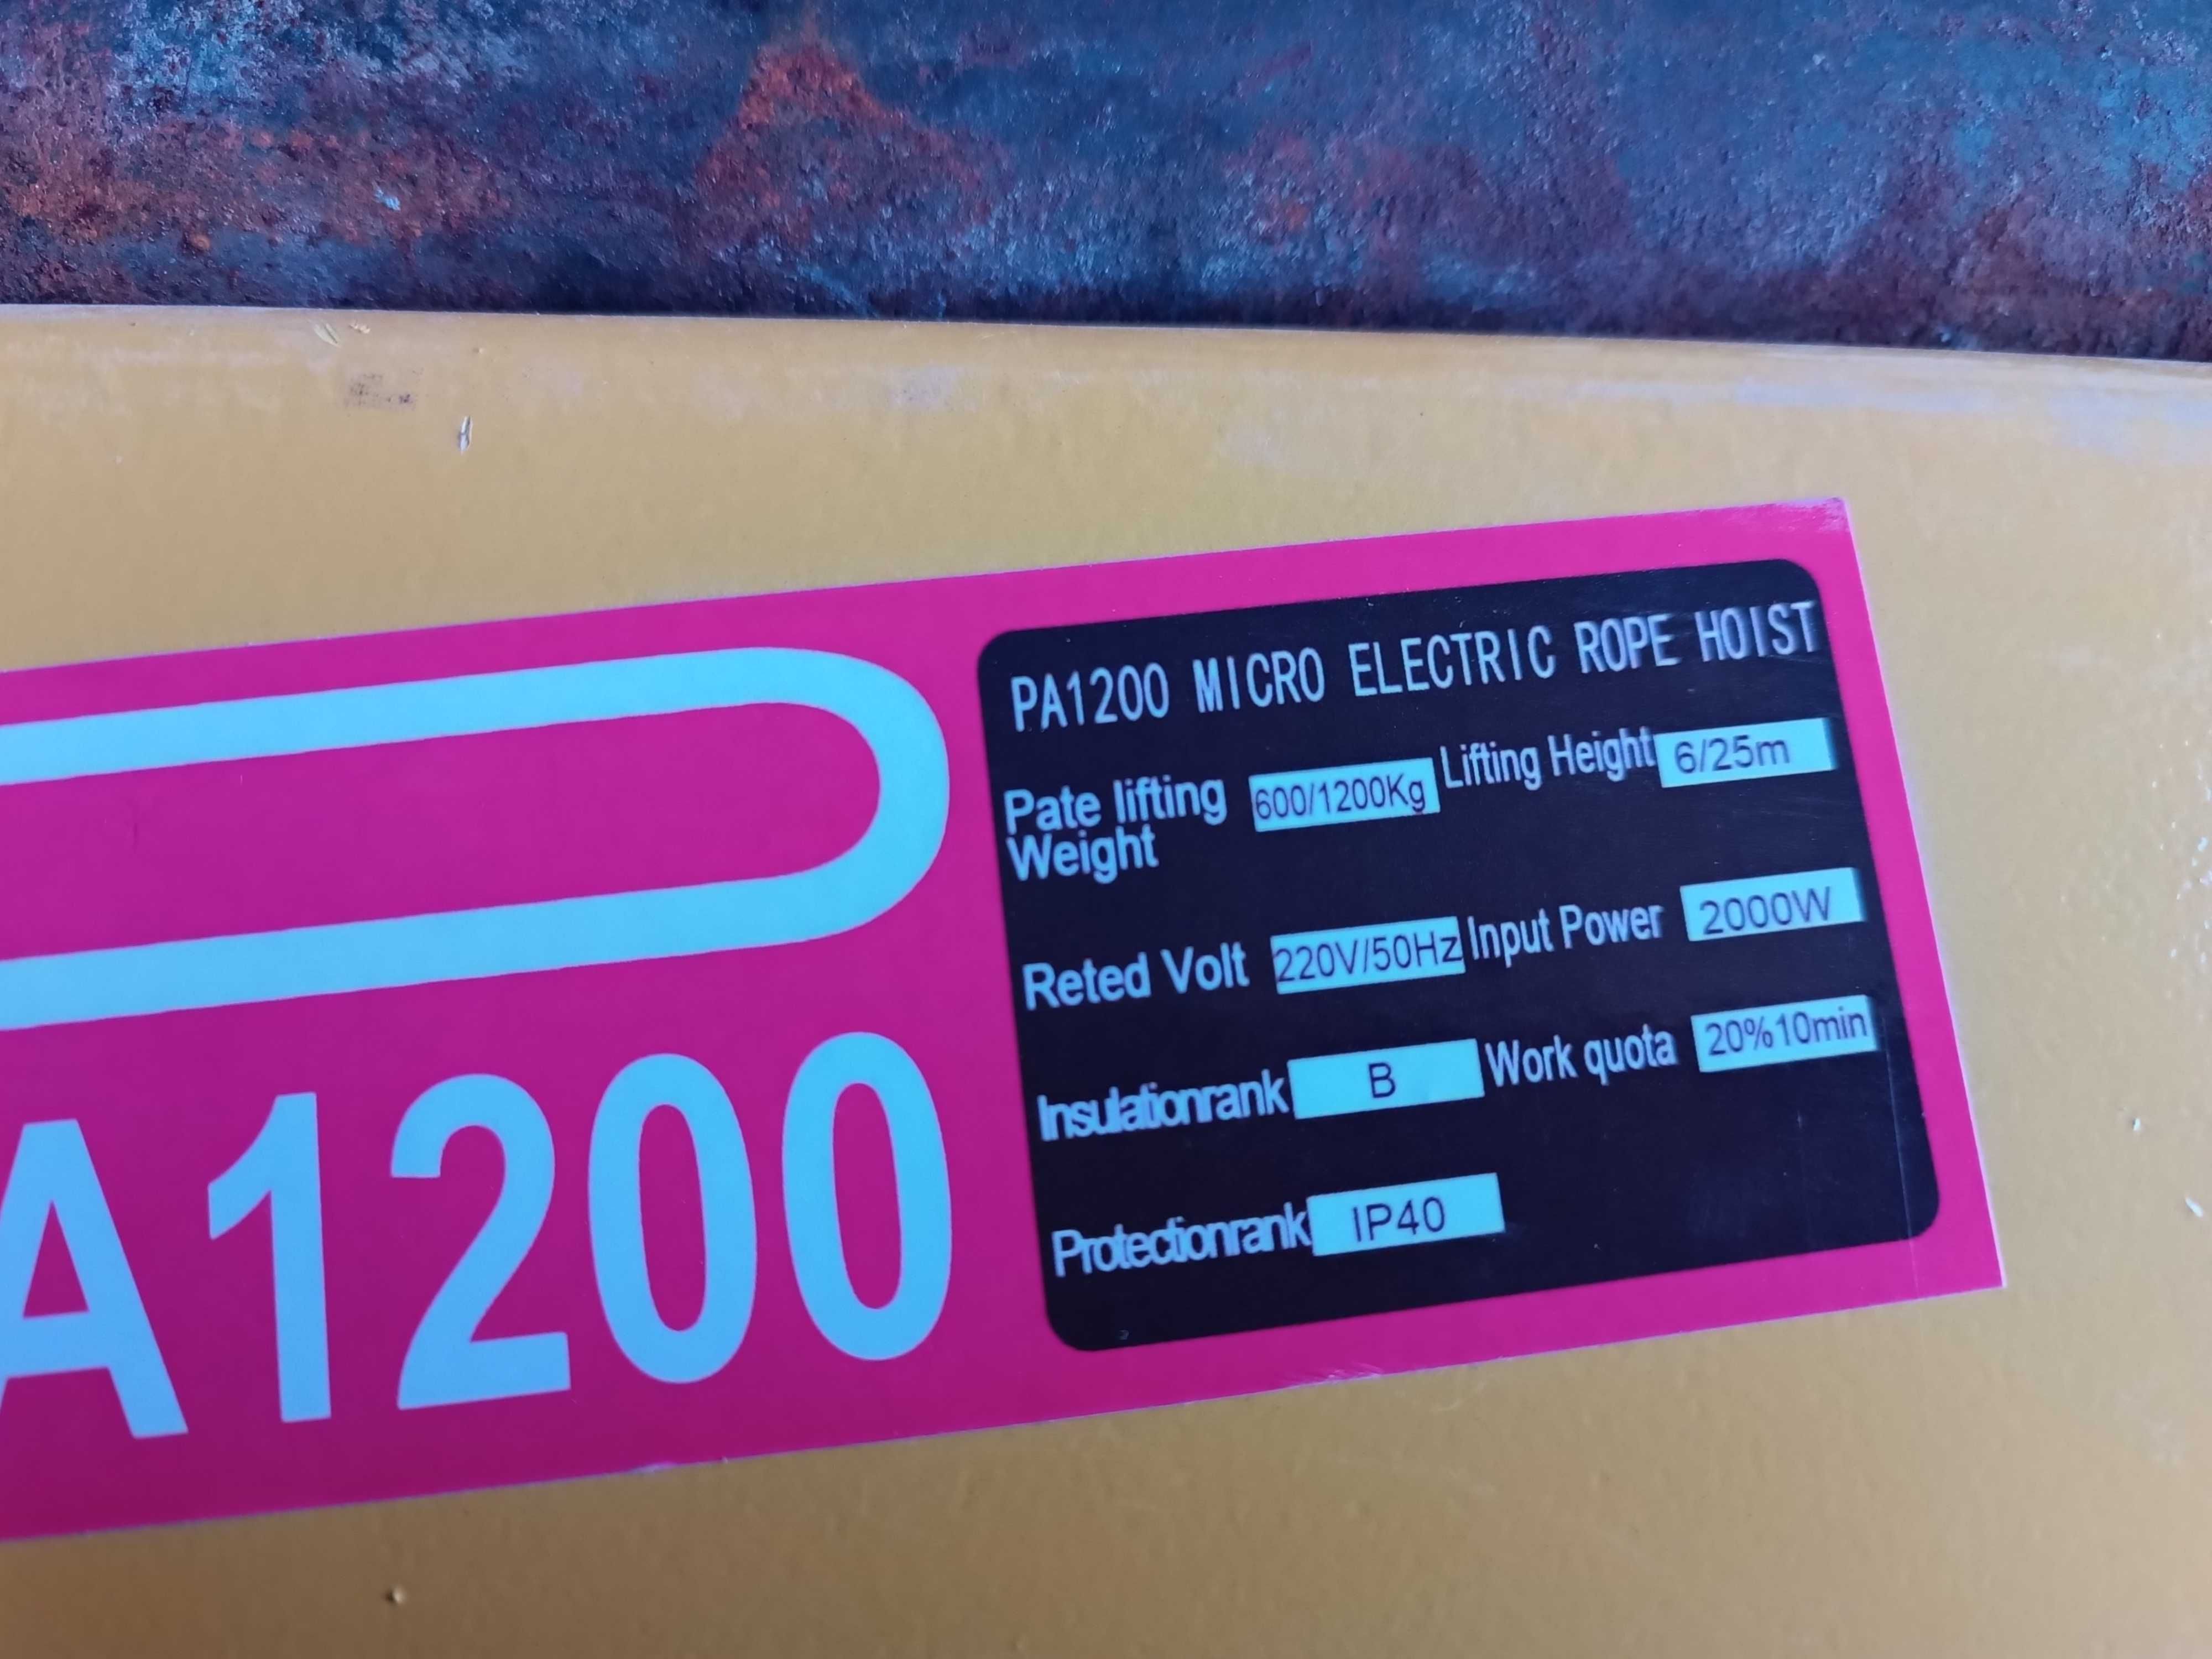 A1200
PA1200 MICRO ELECTRIC ROPE HOIST
Pate lifting Weight 600/1200Kg Lifting Height 6/25m
Reted Volt 220V/50Hz Input Power 2000W
Insulationrank B Work quota 20%10min
Protectionrank IP40